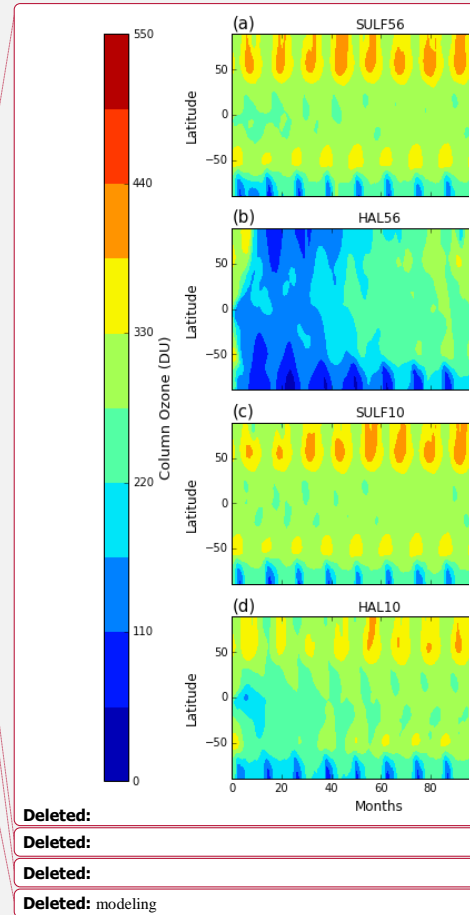 (a) SULF56
550
440
330
220
110
0
Column Ozone (DU)
50
0
−50
Latitude
(b) HAL56
50
0
−50
Latitude
(c) SULF10
50
0
−50
Latitude
(d) HAL10
50
0
−50
Latitude
0 20 40 60 80
Months
Deleted:
Deleted:
Deleted:
Deleted: modeling